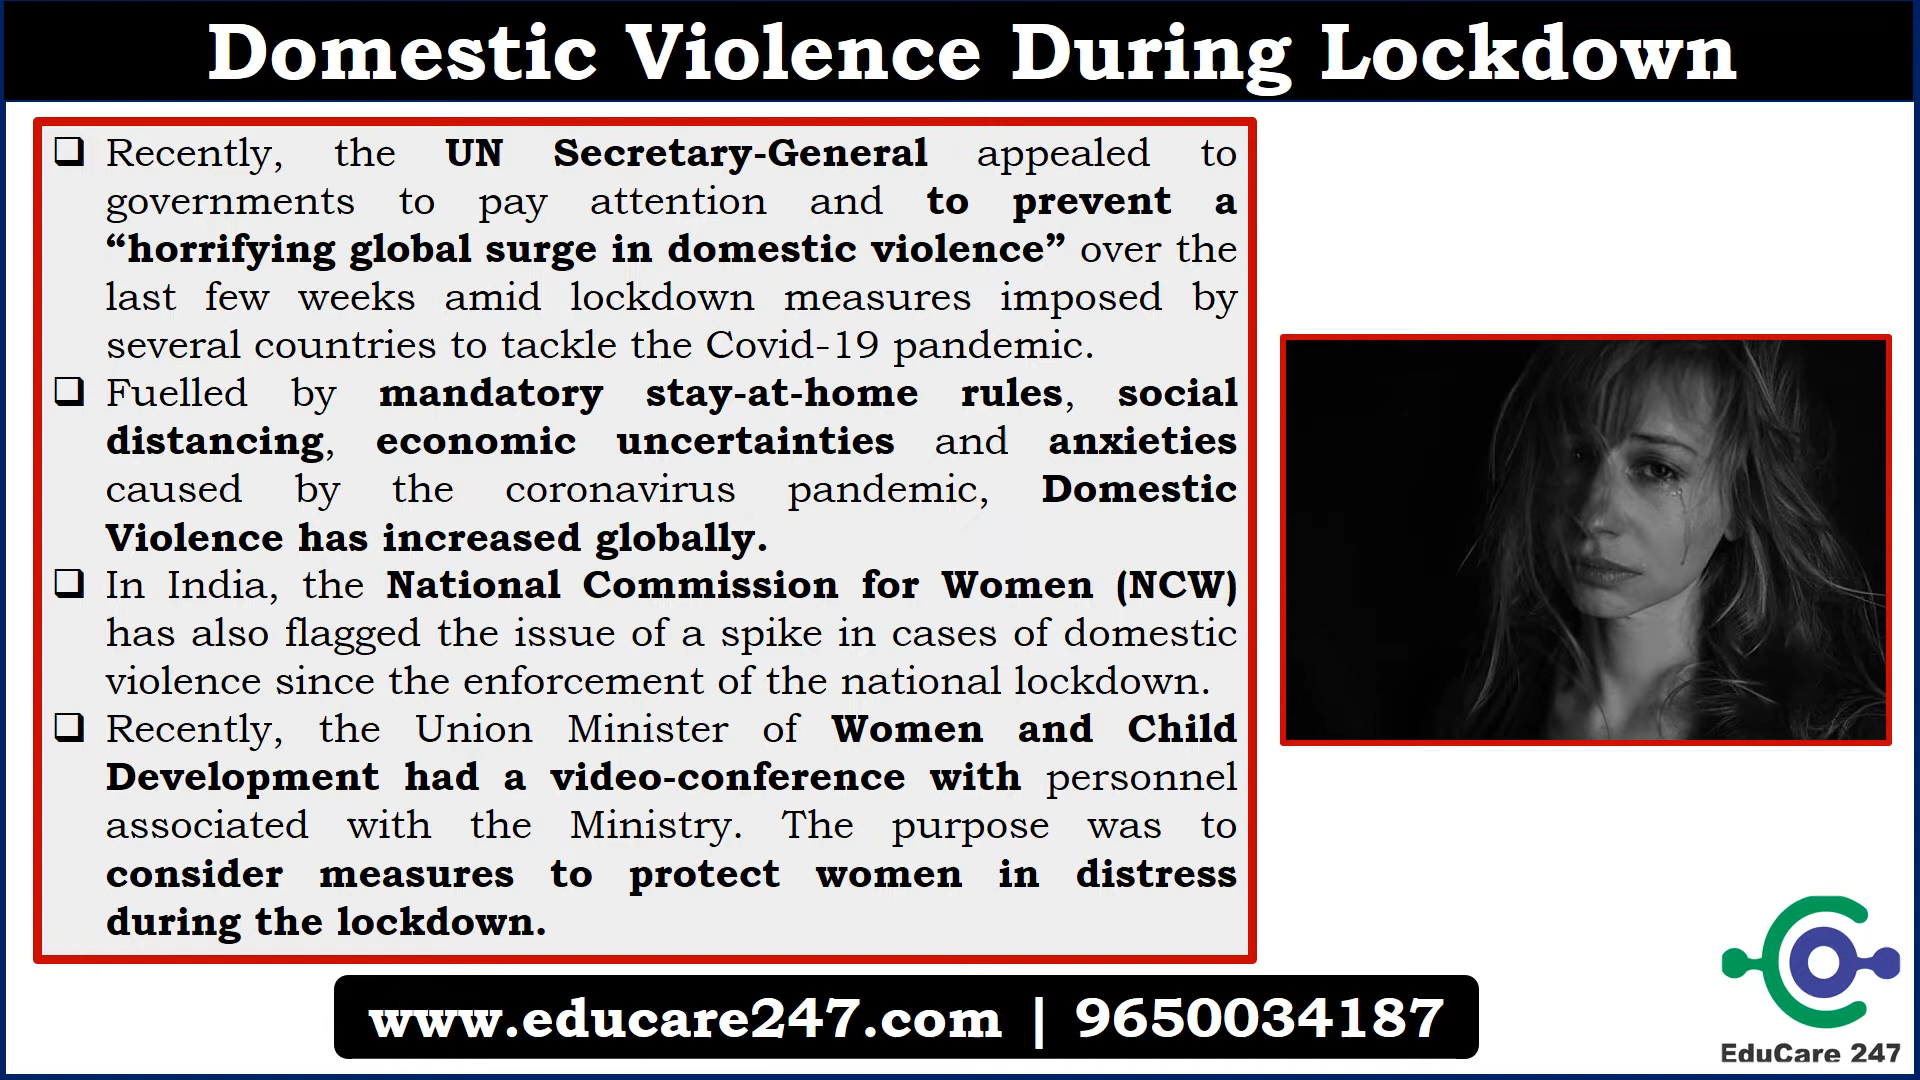 Domestic Violence During Lockdown
Recently, the UN Secretary-General appealed to
governments to pay attention and to prevent a
“horrifying global surge in domestic violence” over the
last few weeks amid lockdown measures imposed by
several countries to tackle the Covid-19 pandemic.
Fuelled by mandatory stay-at-home rules, social
distancing, economic uncertainties and anxieties
caused by the coronavirus pandemic, Domestic
Violence has increased globally.
In India, the National Commission for Women (NCW)
has also flagged the issue of a spike in cases of domestic
violence since the enforcement of the national lockdown.
Recently, the Union Minister of Women and Child
Development had a video-conference with personnel
associated with the Ministry. The purpose was to
consider measures to protect women in distress
during the lockdown.
www.educare247.com | 9650034187
EduCare 247